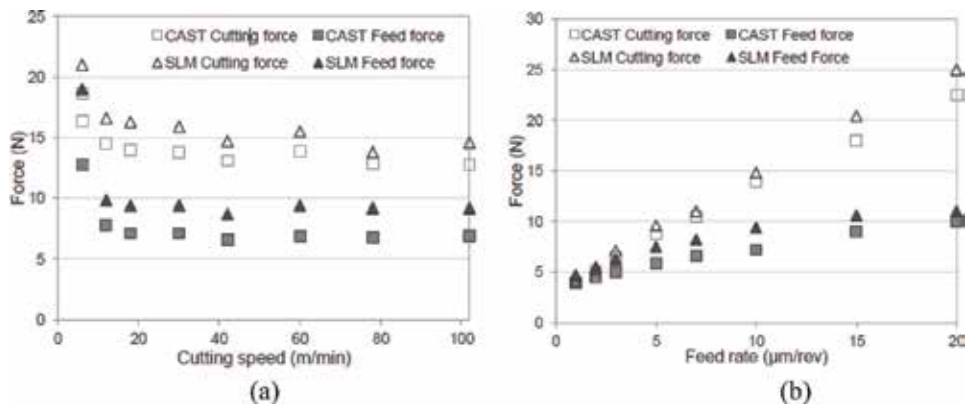 25
20
15
10
5
0
Force (N)
□ CAST Cutting force ■ CAST Feed force
△ SLM Cutting force ▲ SLM Feed force
0 20 40 60 80 100
Cutting speed (m/min)
(a)
30
25
20
15
10
5
0
Force (N)
□ CAST Cutting force ■ CAST Feed force
△ SLM Cutting force ▲ SLM Feed Force
0 5 10 15 20
Feed rate (µm/rev)
(b)